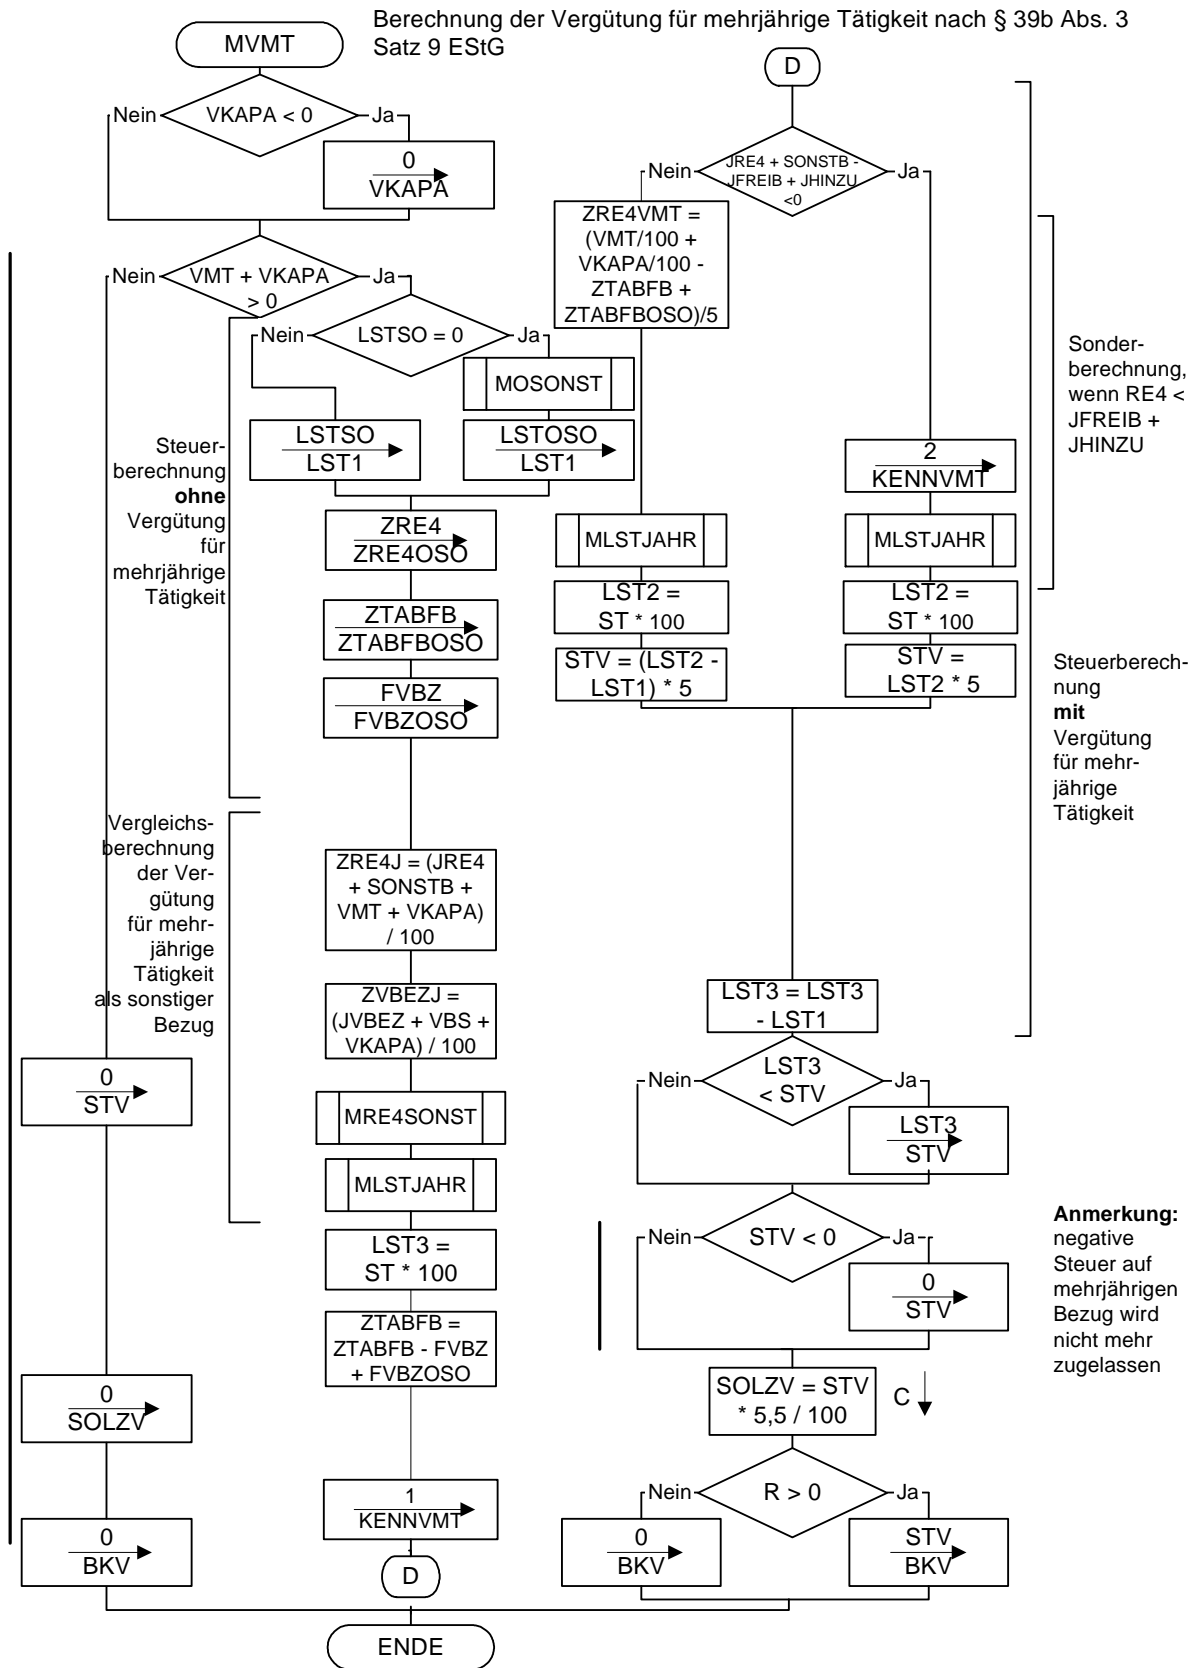 Berechnung der Vergütung für mehrjährige Tätigkeit nach § 39b Abs. 3
Satz 9 EStG
MVMT
Nein
VKAPA < 0
Ja
0
VKAPA
Nein
VMT + VKAPA
> 0
Ja
Nein
LSTSO = 0
Ja
MOSONST
LSTSO
LST1
LSTOSO
LST1
Steuer-
berechnung
ohne
Vergütung
für
mehrjährige
Tätigkeit
ZRE4
ZRE4OSO
ZTABFB
ZTABFBOSO
FVBZ
FVBZOSO
Vergleichs-
berechnung
der Ver-
gütung
für mehr-
jährige
Tätigkeit
als sonstiger
Bezug
ZRE4J = (JRE4
+ SONSTB +
VMT + VKAPA)
/ 100
ZVBEZJ =
(JVBEZ + VBS +
VKAPA) / 100
MRE4SONST
MLSTJAHR
LST3 =
ST * 100
ZTABFB =
ZTABFB - FVBZ
+ FVBZOSO
1
KENNVMT
D
0
STV
0
SOLZV
0
BKV
ENDE
D
Nein
JRE4 + SONSTB -
JFREIB + JHINZU
<0
Ja
ZRE4VMT =
(VMT/100 +
VKAPA/100 -
ZTABFB +
ZTABFBOSO)/5
2
KENNVMT
MLSTJAHR
MLSTJAHR
LST2 =
ST * 100
LST2 =
ST * 100
STV = (LST2 -
LST1) * 5
STV =
LST2 * 5
Sonder-
berechnung,
wenn RE4 <
JFREIB +
JHINZU
Steuerberech-
nung
mit
Vergütung
für mehr-
jährige
Tätigkeit
LST3 = LST3
- LST1
Nein
LST3
< STV
Ja
LST3
STV
Nein
STV < 0
Ja
0
STV
Anmerkung:
negative
Steuer auf
mehrjährigen
Bezug wird
nicht mehr
zugelassen
SOLZV = STV
* 5,5 / 100
C
Nein
R > 0
Ja
0
BKV
STV
BKV